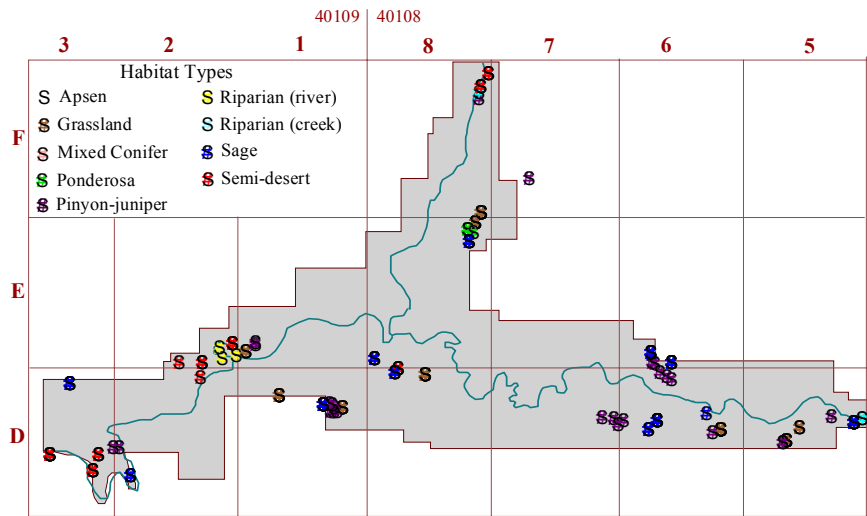 40109 40108
3 2 1 8 7 6 5
Habitat Types
S Apsen S Riparian (river)
S Grassland S Riparian (creek)
S Mixed Conifer S Sage
S Ponderosa S Semi-desert
S Pinyon-juniper
F
E
D